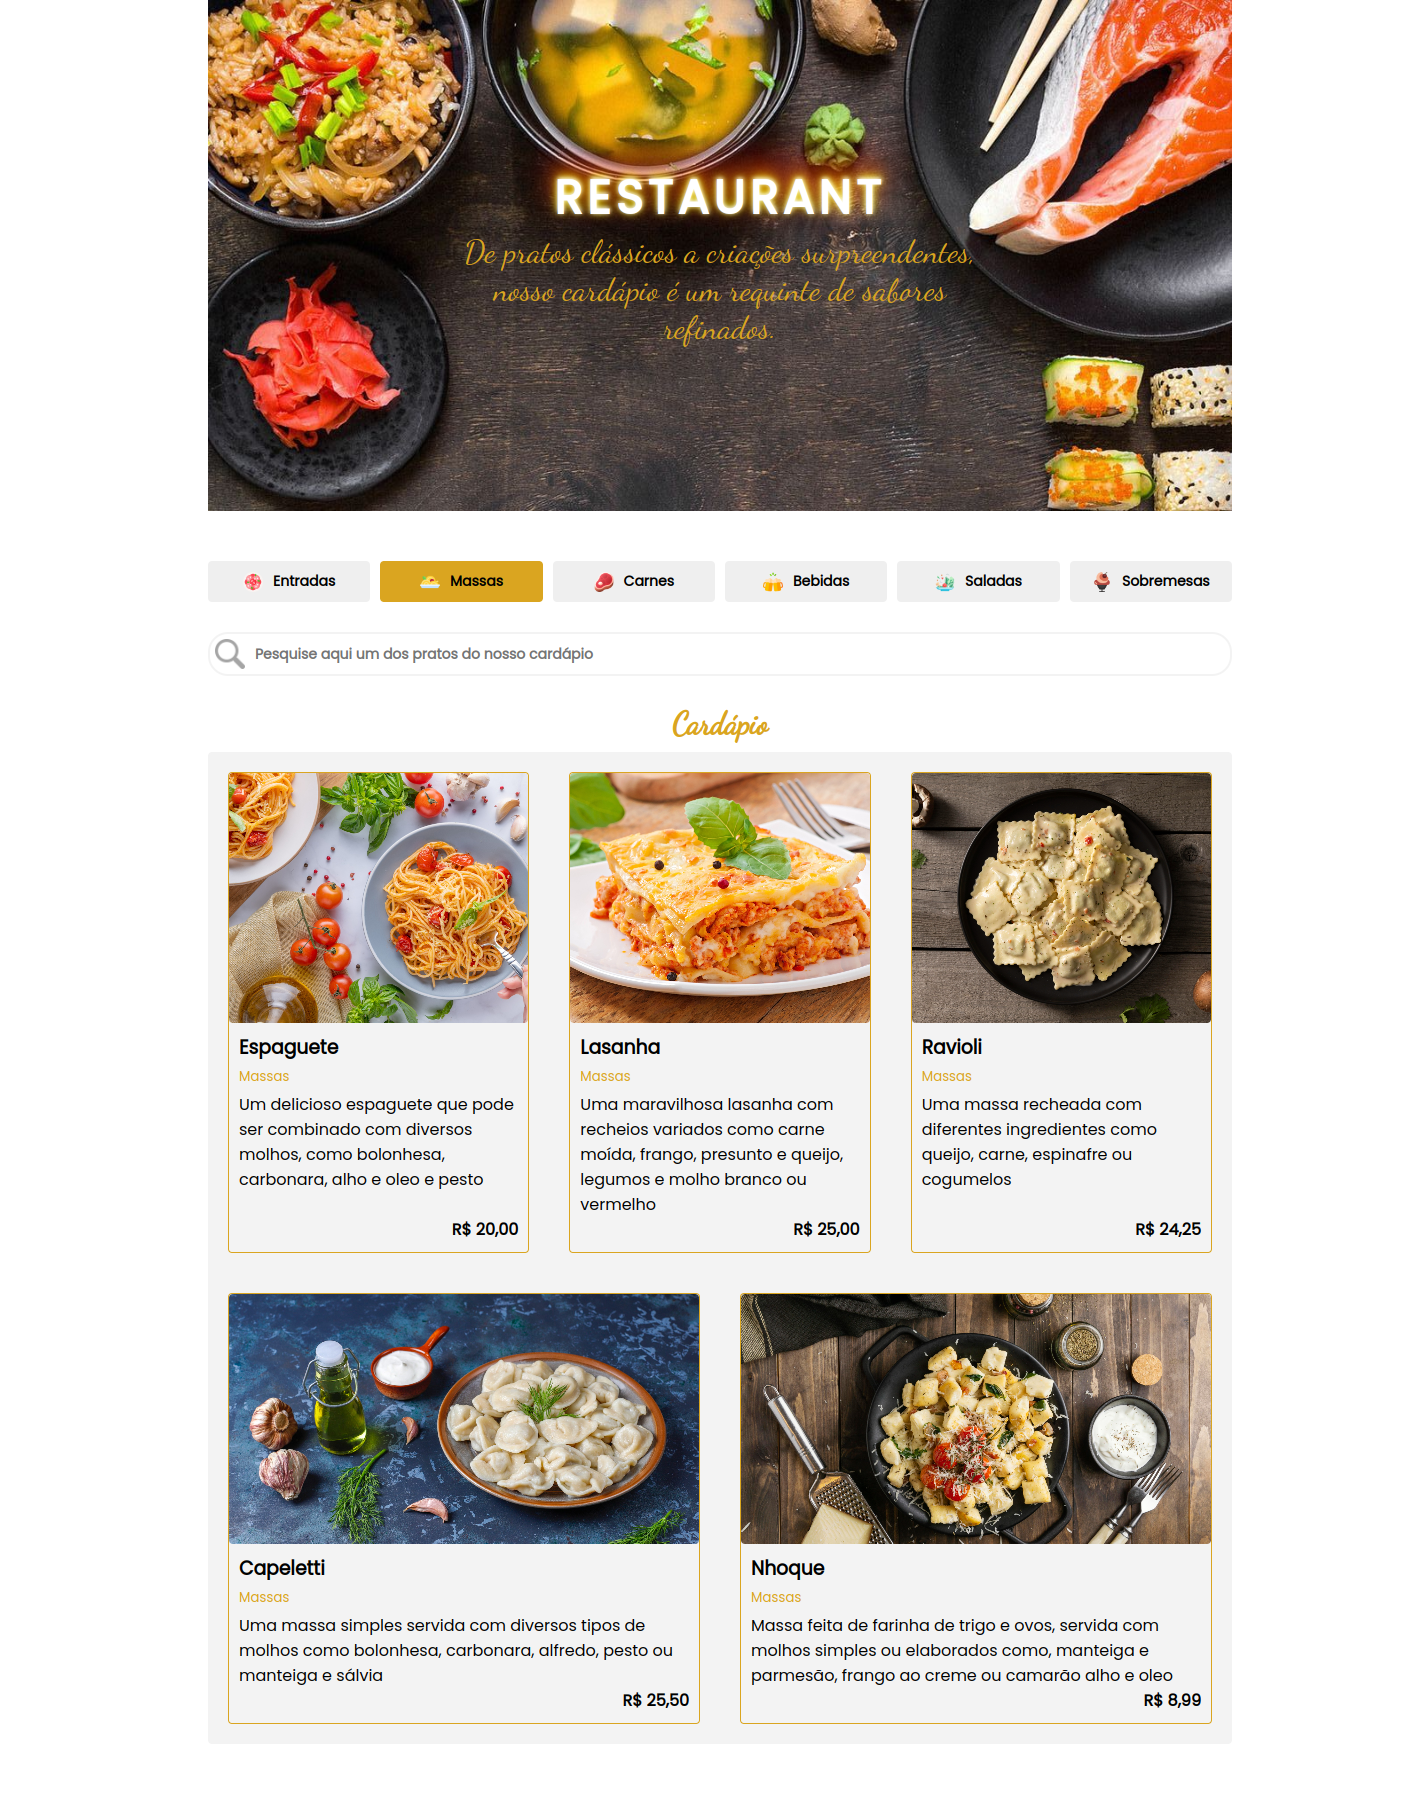 RESTAURANT
De pratos clássicos a criações surpreendentes,
nosso cardápio é um requinte de sabores
refinados.
Entradas
Massas
Carnes
Bebidas
Saladas
Sobremesas
Pesquise aqui um dos pratos do nosso cardápio
Cardápio
Espaguete
Massas
Um delicioso espaguete que pode
ser combinado com diversos
molhos, como bolonhesa,
carbonara, alho e oleo e pesto
R$ 20,00
Lasanha
Massas
Uma maravilhosa lasanha com
recheios variados como carne
moída, frango, presunto e queijo,
legumos e molho branco ou
vermelho
R$ 25,00
Ravioli
Massas
Uma massa recheada com
diferentes ingredientes como
queijo, carne, espinafre ou
cogumelos
R$ 24,25
Capeletti
Massas
Uma massa simples servida com diversos tipos de
molhos como bolonhesa, carbonara, alfredo, pesto ou
manteiga e sálvia
R$ 25,50
Nhoque
Massas
Massa feita de farinha de trigo e ovos, servida com
molhos simples ou elaborados como, manteiga e
parmesão, frango ao creme ou camarão alho e oleo
R$ 8,99